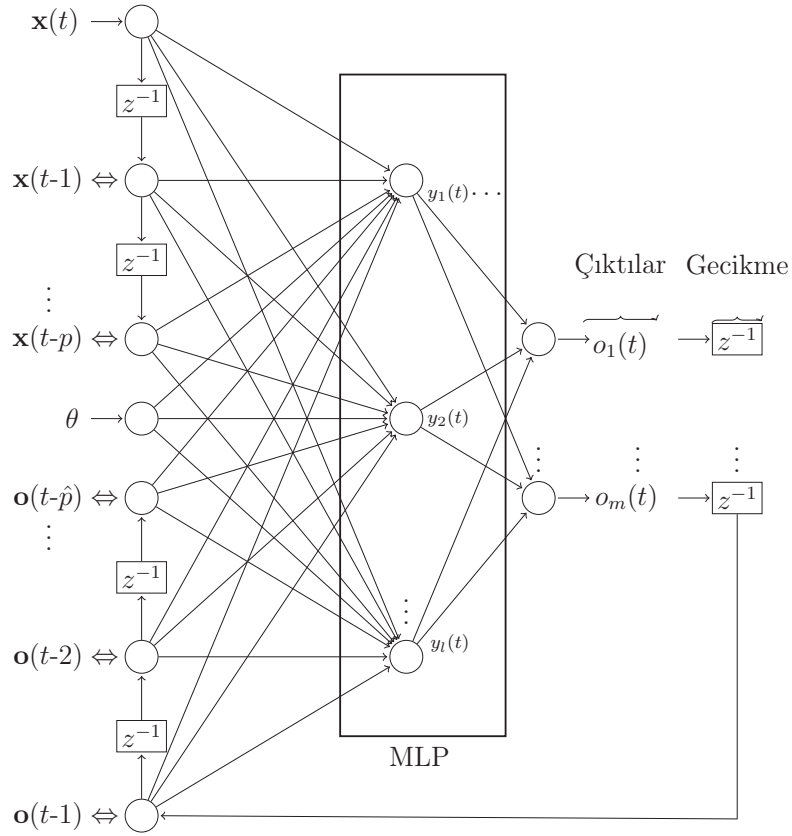 x(t)
z⁻¹
x(t-1) ⇔
y₁(t) ···
z⁻¹
Çıktılar Gecikme
⋮
x(t-p) ⇔
o₁(t) z⁻¹
θ
y₂(t)
⋮ ⋮ ⋮
o(t-p̂) ⇔
oₘ(t) z⁻¹
⋮
z⁻¹
⋮
o(t-2) ⇔
yₗ(t)
z⁻¹
MLP
o(t-1) ⇔